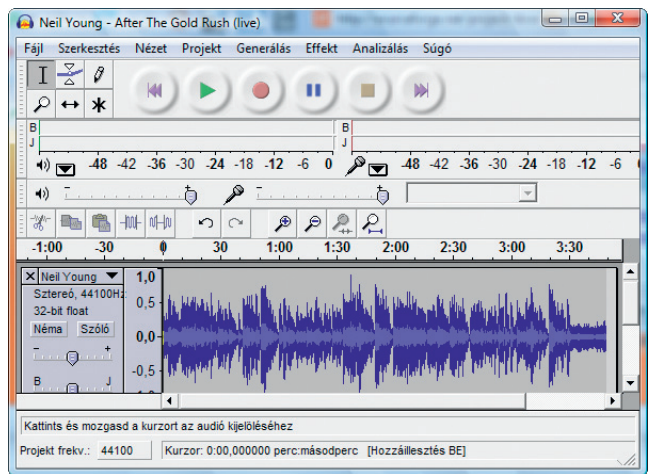 Neil Young - After The Gold Rush (live)
Fájl Szerkesztés Nézet Projekt Generálás Effekt Analizálás Súgó
B B
J J
-48 -42 -36 -30 -24 -18 -12 -6 0 -48 -42 -36 -30 -24 -18 -12 -6
-1:00 -30 0 30 1:00 1:30 2:00 2:30 3:00 3:30
Neil Young 1,0
Sztereó, 44100Hz
32-bit float 0,5
Néma Szóló 0,0
- +
-0,5
B J
Kattints és mozgasd a kurzort az audió kijelöléséhez
Projekt frekv.: 44100 Kurzor: 0:00,000000 perc:másodperc [Hozzáillesztés BE]